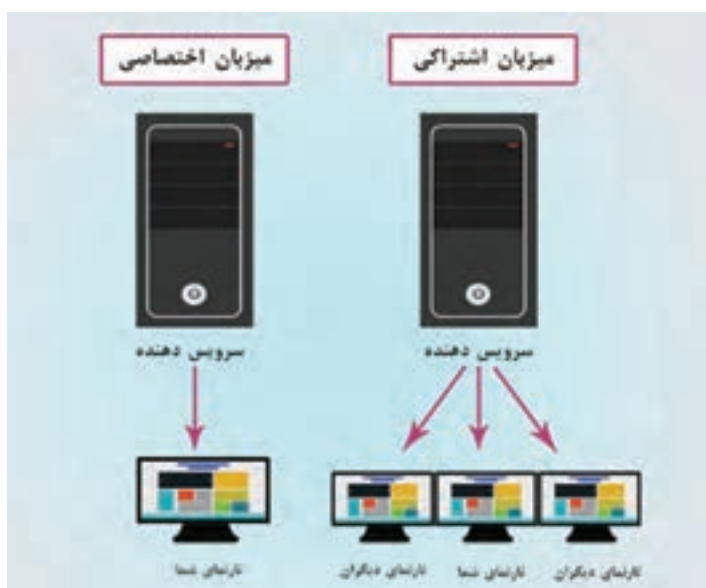 میزبان اشتراکی
میزبان اختصاصی
سرویس دهنده
سرویس دهنده
تارنمای دیگران
تارنمای شما
تارنمای دیگران
تارنمای شما